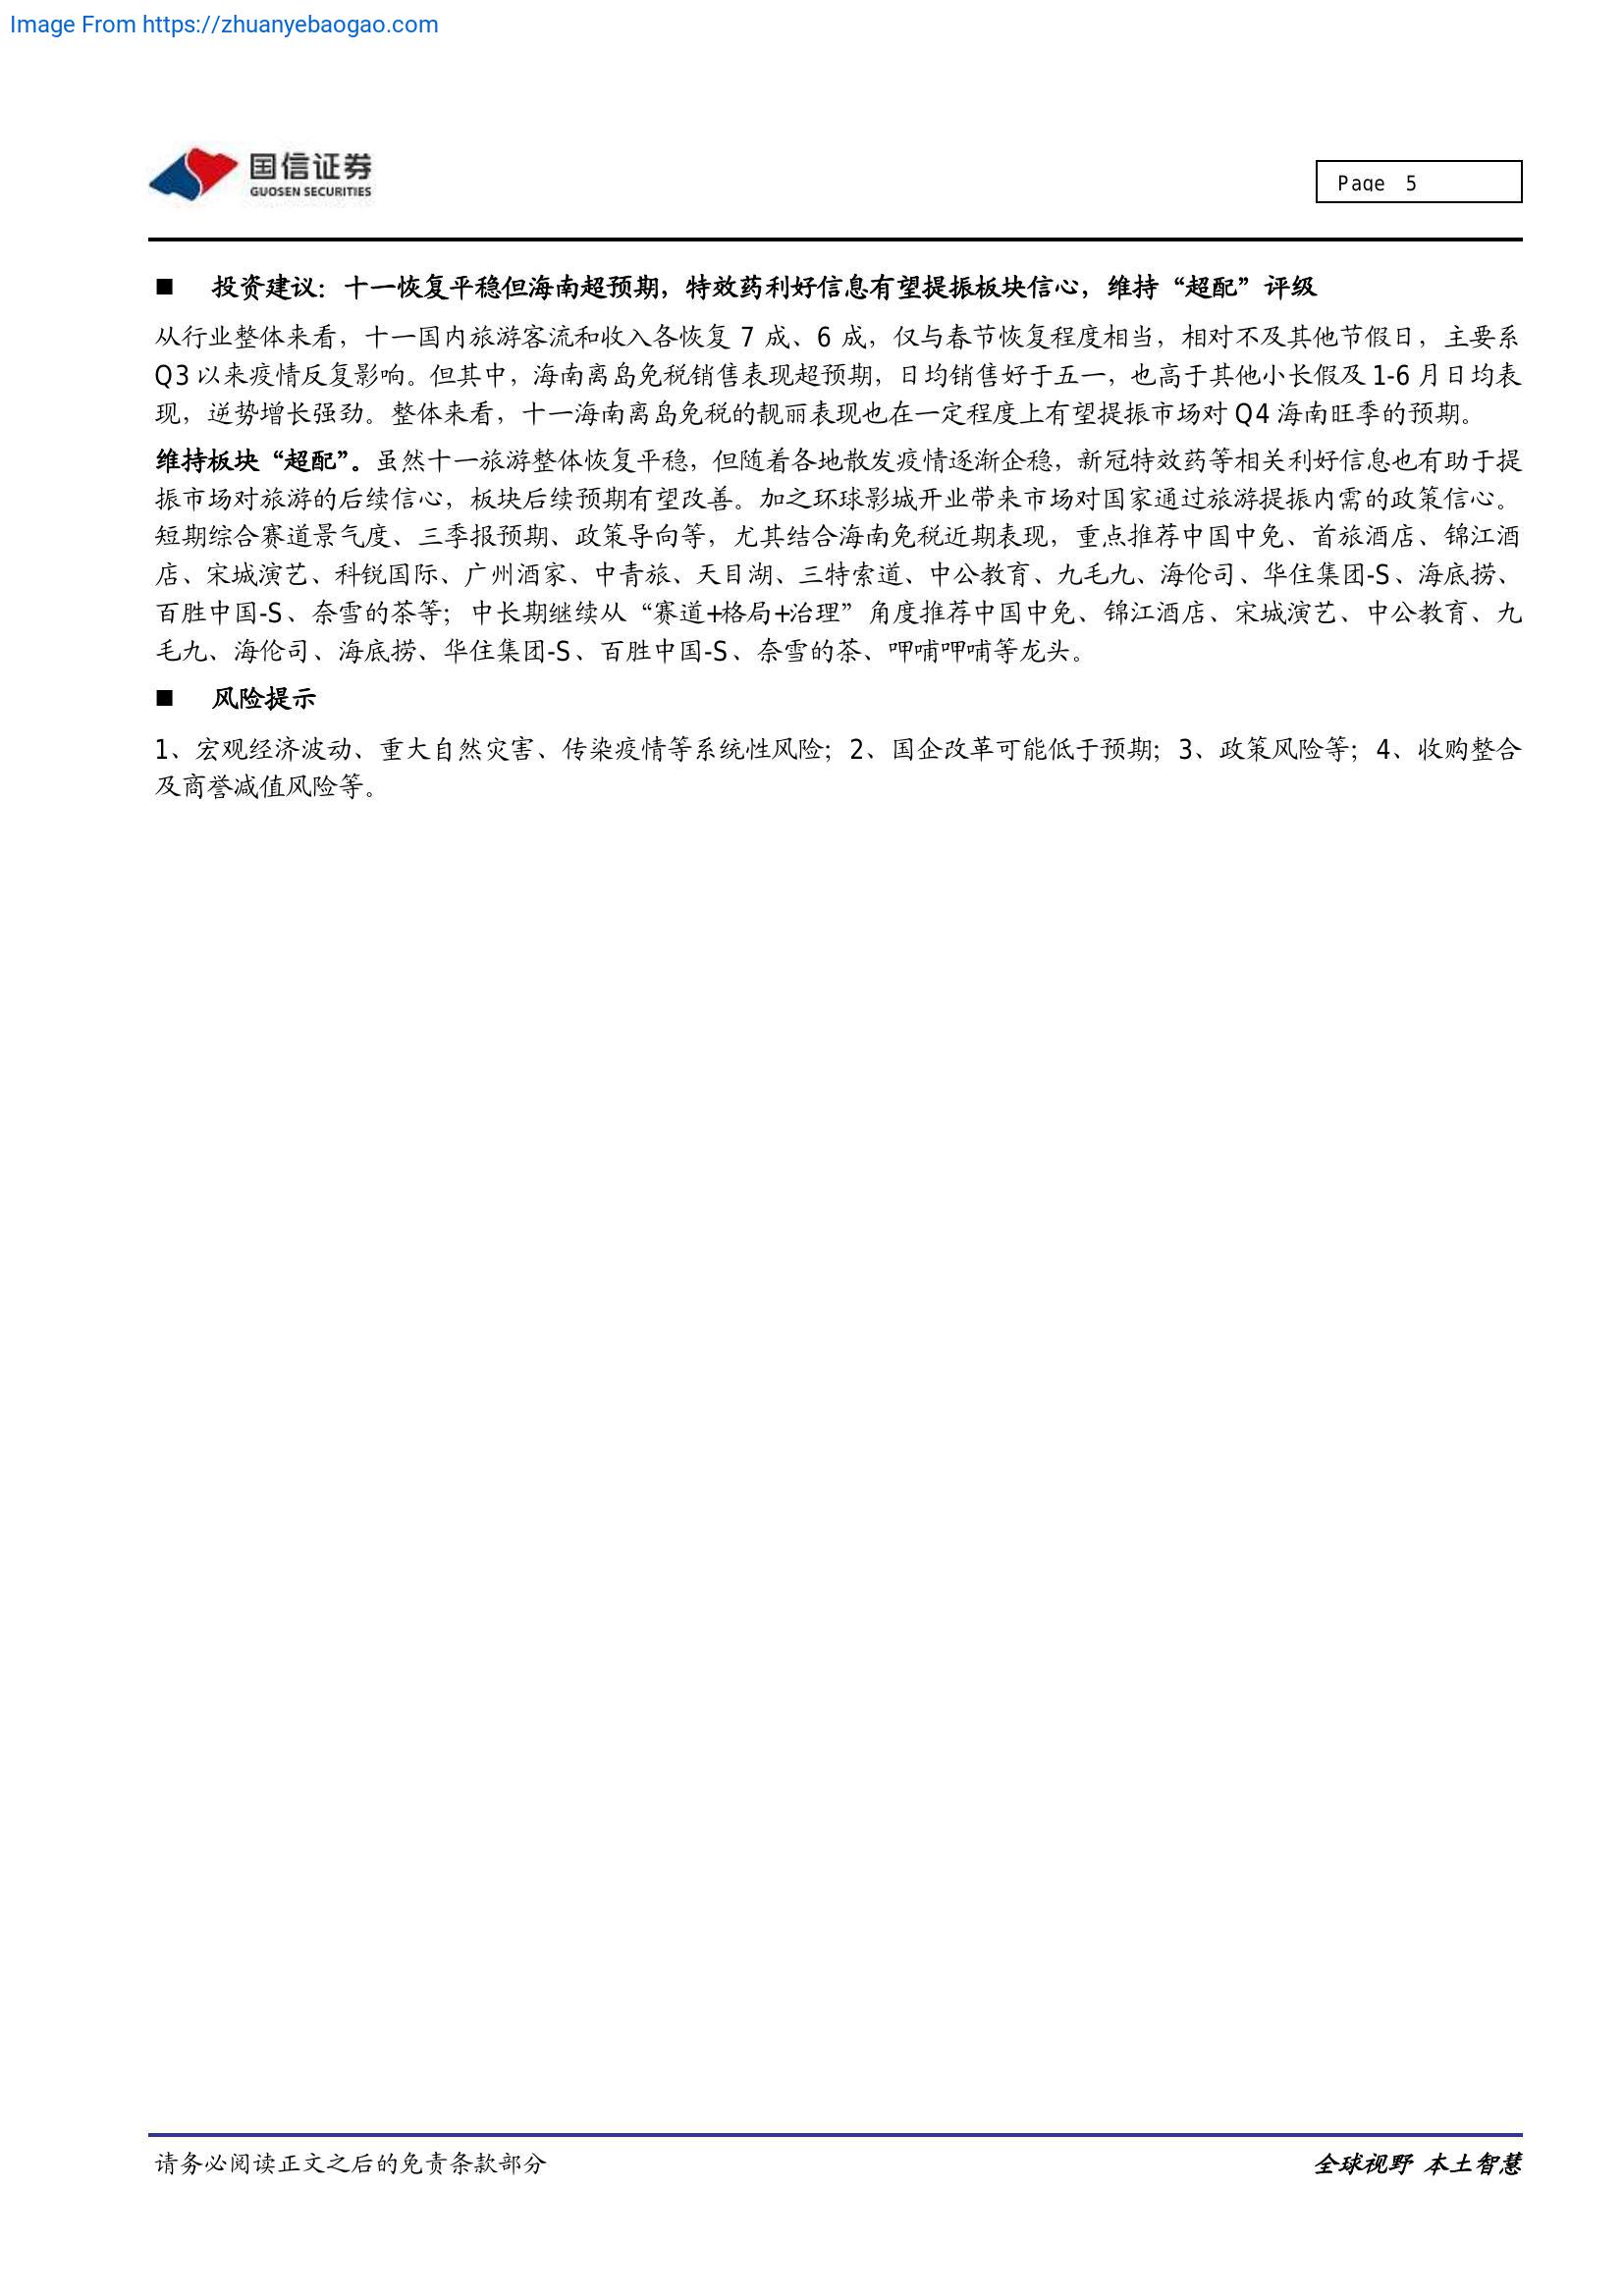 Image From https://zhuanyebaogao.com
国信证券
GUOSEN SECURITIES
Page 5
■ 投资建议：十一恢复平稳但海南超预期，特效药利好信息有望提振板块信心，维持“超配”评级
从行业整体来看，十一国内旅游客流和收入各恢复 7 成、6 成，仅与春节恢复程度相当，相对不及其他节假日，主要系
Q3 以来疫情反复影响。但其中，海南离岛免税销售表现超预期，日均销售好于五一，也高于其他小长假及 1-6 月日均表
现，逆势增长强劲。整体来看，十一海南离岛免税的靓丽表现也在一定程度上有望提振市场对 Q4 海南旺季的预期。
维持板块“超配”。虽然十一旅游整体恢复平稳，但随着各地散发疫情逐渐企稳，新冠特效药等相关利好信息也有助于提
振市场对旅游的后续信心，板块后续预期有望改善。加之环球影城开业带来市场对国家通过旅游提振内需的政策信心。
短期综合赛道景气度、三季报预期、政策导向等，尤其结合海南免税近期表现，重点推荐中国中免、首旅酒店、锦江酒
店、宋城演艺、科锐国际、广州酒家、中青旅、天目湖、三特索道、中公教育、九毛九、海伦司、华住集团-S、海底捞、
百胜中国-S、奈雪的茶等；中长期继续从“赛道+格局+治理”角度推荐中国中免、锦江酒店、宋城演艺、中公教育、九
毛九、海伦司、海底捞、华住集团-S、百胜中国-S、奈雪的茶、呷哺呷哺等龙头。
■ 风险提示
1、宏观经济波动、重大自然灾害、传染疫情等系统性风险；2、国企改革可能低于预期；3、政策风险等；4、收购整合
及商誉减值风险等。
请务必阅读正文之后的免责条款部分
全球视野 本土智慧